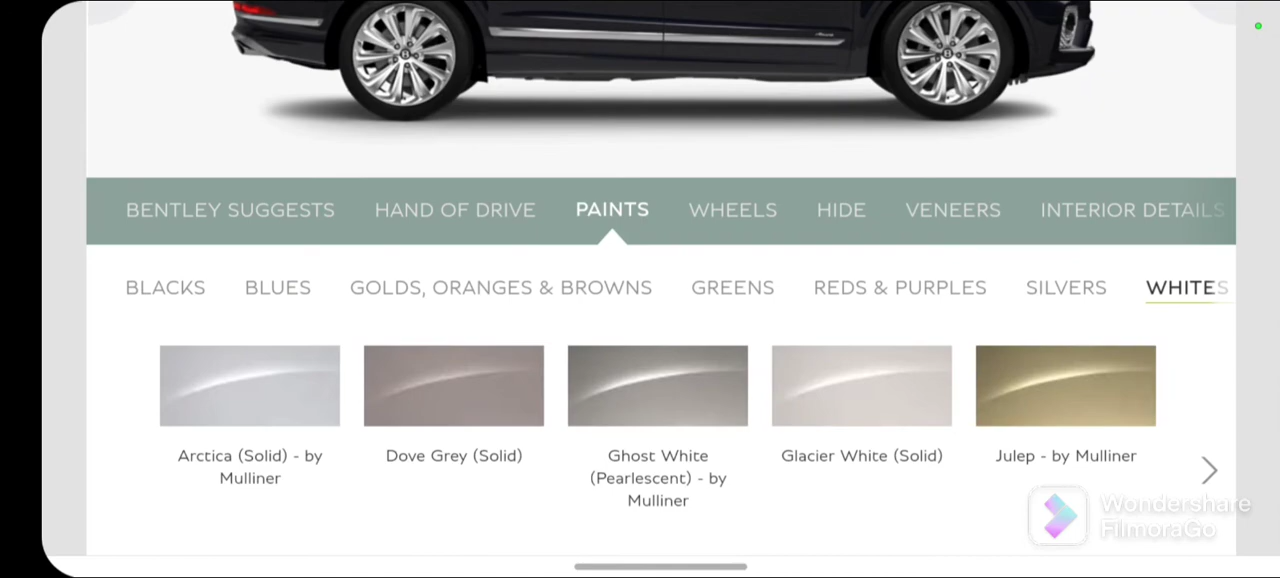 BENTLEY SUGGESTS HAND OF DRIVE PAINTS WHEELS HIDE VENEERS INTERIOR DETAILS
BLACKS BLUES GOLDS, ORANGES & BROWNS GREENS REDS & PURPLES SILVERS WHITES
Arctica (Solid) - by
Mulliner
Dove Grey (Solid)
Ghost White
(Pearlescent) - by
Mulliner
Glacier White (Solid)
Julep - by Mulliner
Wondershare
FilmoraGo